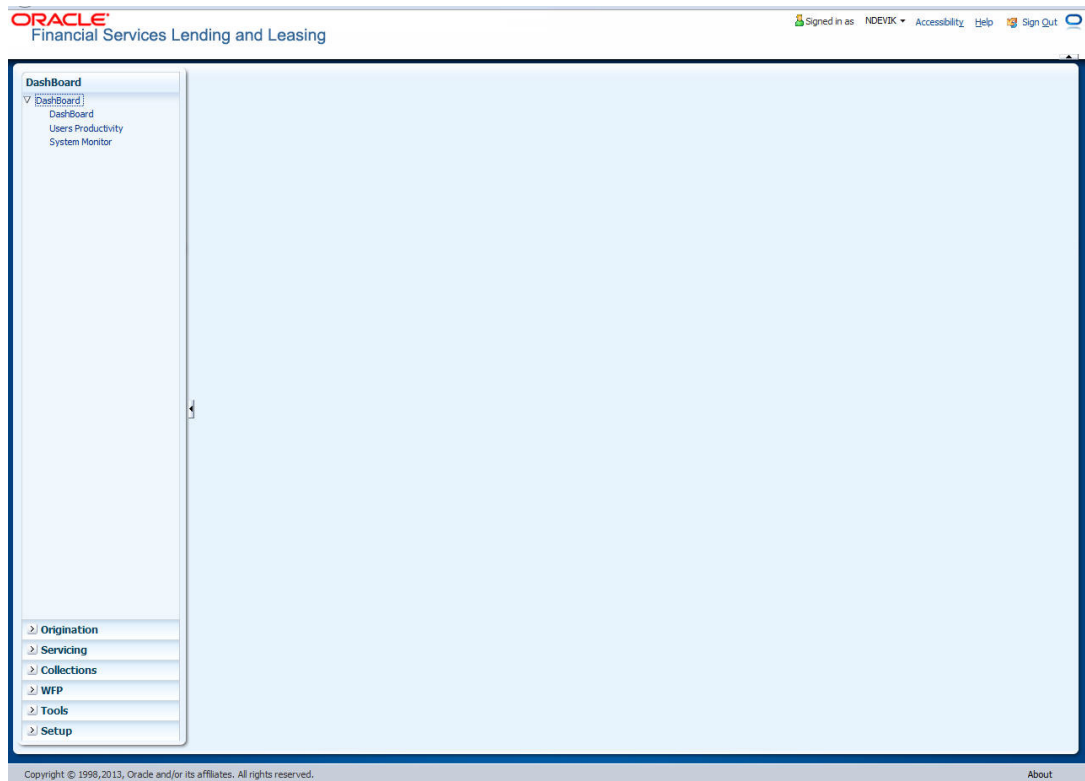 ORACLE
Financial Services Lending and Leasing
Signed in as NDEVIK Accessibility Help Sign Out
DashBoard
DashBoard
DashBoard
Users Productivity
System Monitor
Origination
Servicing
Collections
WFP
Tools
Setup
Copyright © 1998,2013, Oracle and/or its affiliates. All rights reserved.
About